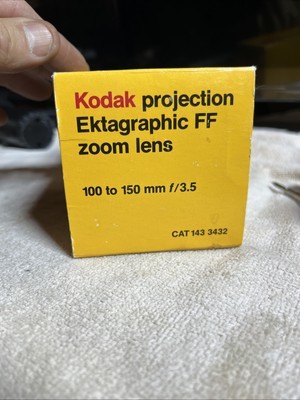 Kodak projection
Ektagraphic FF
zoom lens
100 to 150 mm f/3.5
CAT 143 3432